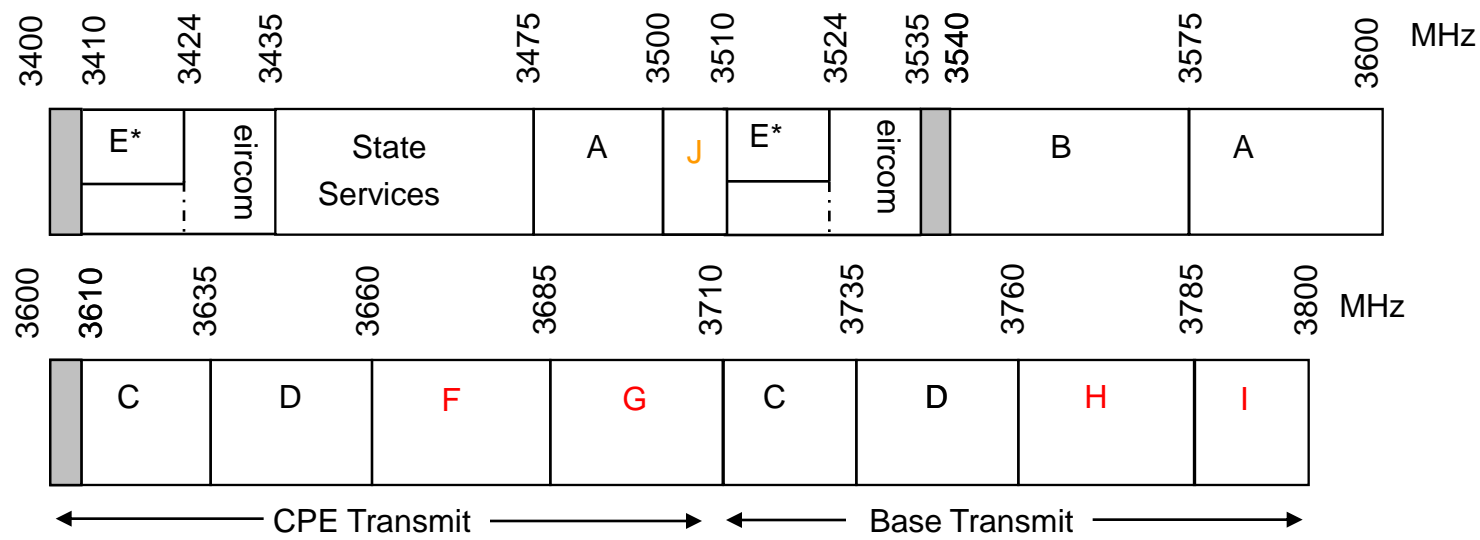 3400 3410 3424 3435 3475 3500 3510 3524 3535 3540 3575 3600 MHz
E* eircom State Services A J E* eircom B A
3600 3610 3635 3660 3685 3710 3735 3760 3785 3800 MHz
C D F G C D H I
CPE Transmit Base Transmit